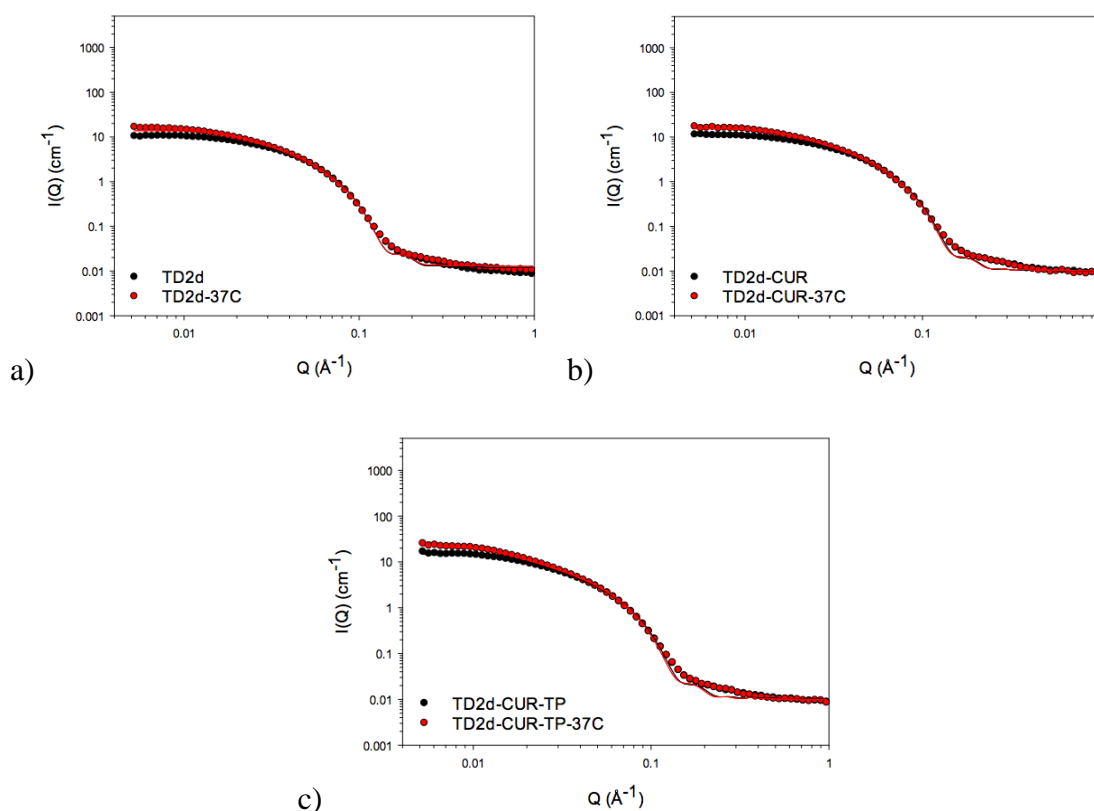 1000
100
10
1
0.1
0.01
0.001
I(Q) (cm-1)
TD2d
TD2d-37C
0.01
0.1
1
Q (Å-1)
a)
1000
100
10
1
0.1
0.01
0.001
I(Q) (cm-1)
TD2d-CUR
TD2d-CUR-37C
0.01
0.1
Q (Å-1)
b)
1000
100
10
1
0.1
0.01
0.001
I(Q) (cm-1)
TD2d-CUR-TP
TD2d-CUR-TP-37C
0.01
0.1
1
Q (Å-1)
c)